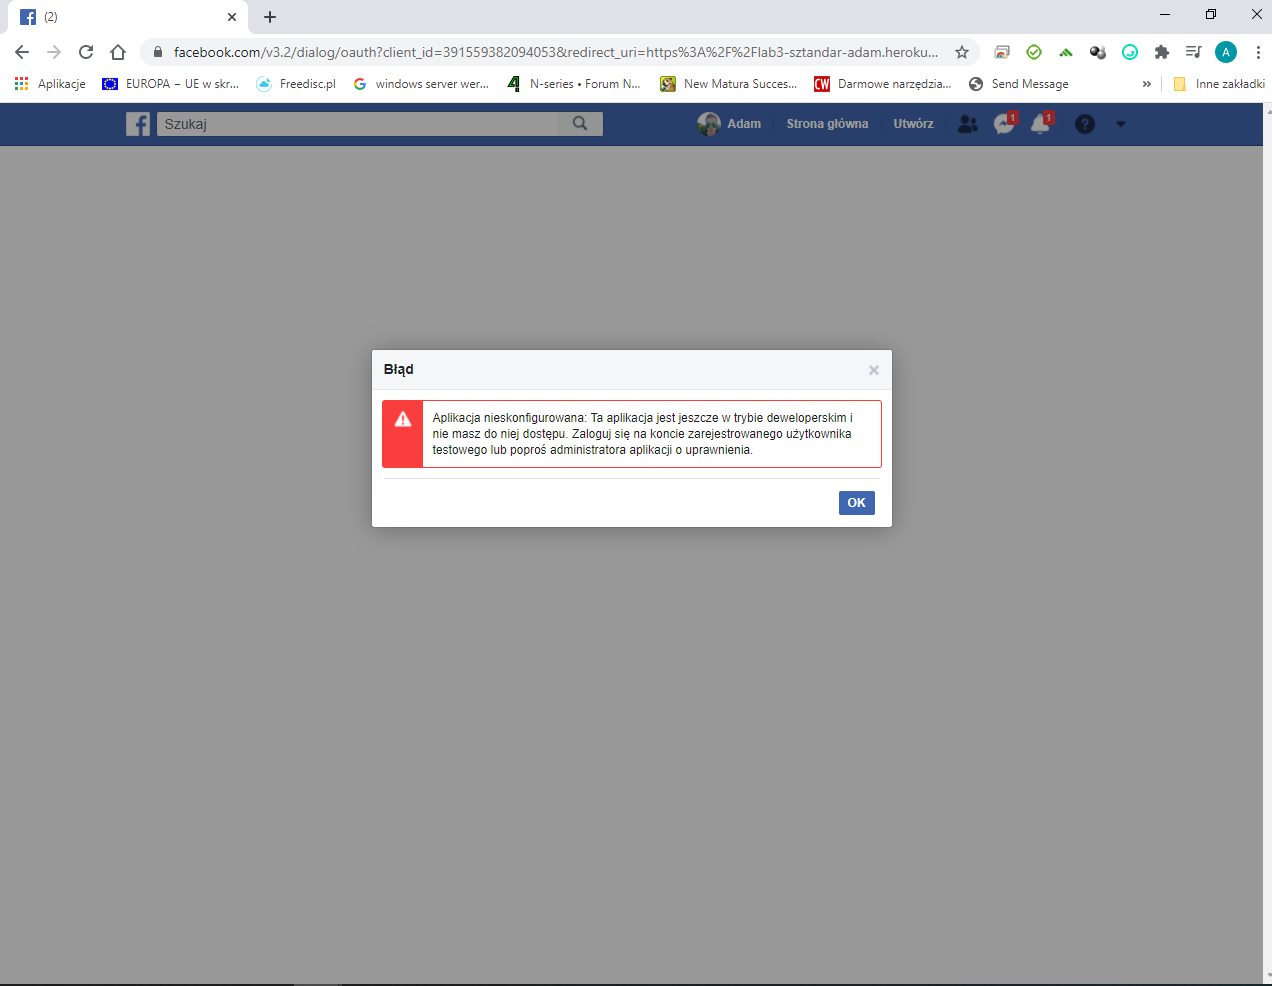 (2)
facebook.com/v3.2/dialog/oauth?client_id=391559382094053&redirect_uri=https%3A%2F%2Flab3-sztandar-adam.heroku...
A
Aplikacje
EUROPA – UE w skr...
Freedisc.pl
windows server wer...
N-series • Forum N...
New Matura Succes...
CW
Darmowe narzędzia...
Send Message
»
Inne zakładki
Szukaj
Adam
Strona główna
Utwórz
1
1
?
Błąd
Aplikacja nieskonfigurowana: Ta aplikacja jest jeszcze w trybie deweloperskim i
nie masz do niej dostępu. Zaloguj się na koncie zarejestrowanego użytkownika
testowego lub poproś administratora aplikacji o uprawnienia.
OK